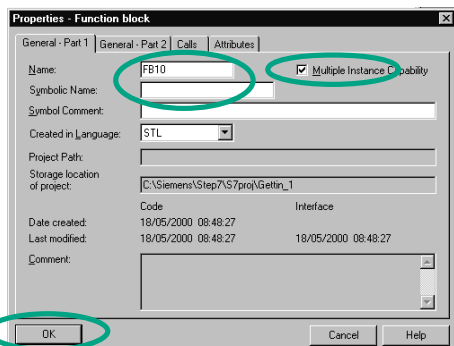 Properties - Function block
General - Part 1 General - Part 2 Calls Attributes
Name: FB10 Multiple Instance Capability
Symbolic Name:
Symbol Comment:
Created in Language: STL
Project Path:
Storage location
of project: C:\Siemens\Step7\S7proj\Gettin_1
Code Interface
Date created: 18/05/2000 08:48:27
Last modified: 18/05/2000 08:48:27 18/05/2000 08:48:27
Comment:
OK Cancel Help